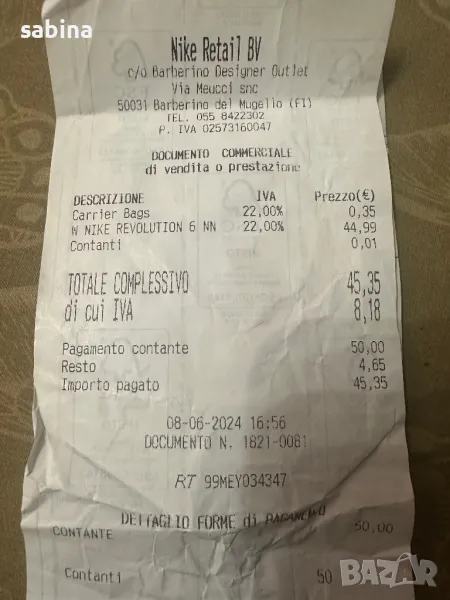 sabina
Nike Retail BV
c/o Barberino Designer Outlet
Via Meucci snc
50031 Barberino del Mugello (FI)
TEL. 055 8422302
P. IVA 02573160047
DOCUMENTO COMMERCIALE
di vendita o prestazione
DESCRIZIONE IVA Prezzo(€)
Carrier Bags 22,00% 0,35
W NIKE REVOLUTION 6 NN 22,00% 44,99
Contanti 0,01
TOTALE COMPLESSIVO 45,35
di cui IVA 8,18
Pagamento contante 50,00
Resto 4,65
Importo pagato 45,35
08-06-2024 16:56
DOCUMENTO N. 1821-0081
RT 99MEY034347
DETTAGLIO FORME di PAGAMENTO
CONTANTE 50,00
Contanti 50
BAZAR.bg